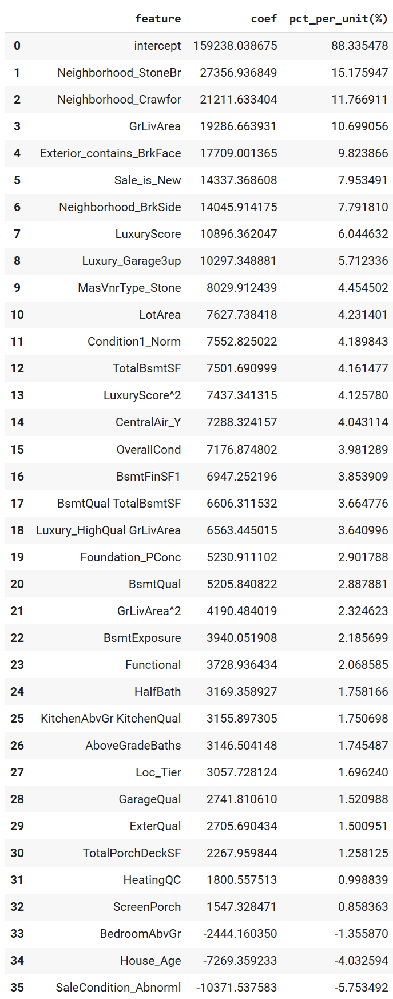 feature coef pct_per_unit(%)
0 intercept 159238.038675 88.335478
1 Neighborhood_StoneBr 27356.936849 15.175947
2 Neighborhood_Crawfor 21211.633404 11.766911
3 GrLivArea 19286.663931 10.699056
4 Exterior_contains_BrkFace 17709.001365 9.823866
5 Sale_is_New 14337.368608 7.953491
6 Neighborhood_BrkSide 14045.914175 7.791810
7 LuxuryScore 10896.362047 6.044632
8 Luxury_Garage3up 10297.348881 5.712336
9 MasVnrType_Stone 8029.912439 4.454502
10 LotArea 7627.738418 4.231401
11 Condition1_Norm 7552.825022 4.189843
12 TotalBsmtSF 7501.690999 4.161477
13 LuxuryScore^2 7437.341315 4.125780
14 CentralAir_Y 7288.324157 4.043114
15 OverallCond 7176.874802 3.981289
16 BsmtFinSF1 6947.252196 3.853909
17 BsmtQual TotalBsmtSF 6606.311532 3.664776
18 Luxury_HighQual GrLivArea 6563.445015 3.640996
19 Foundation_PConc 5230.911102 2.901788
20 BsmtQual 5205.840822 2.887881
21 GrLivArea^2 4190.484019 2.324623
22 BsmtExposure 3940.051908 2.185699
23 Functional 3728.936434 2.068585
24 HalfBath 3169.358927 1.758166
25 KitchenAbvGr KitchenQual 3155.897305 1.750698
26 AboveGradeBaths 3146.504148 1.745487
27 Loc_Tier 3057.728124 1.696240
28 GarageQual 2741.810610 1.520988
29 ExterQual 2705.690434 1.500951
30 TotalPorchDeckSF 2267.959844 1.258125
31 HeatingQC 1800.557513 0.998839
32 ScreenPorch 1547.328471 0.858363
33 BedroomAbvGr -2444.160350 -1.355870
34 House_Age -7269.359233 -4.032594
35 SaleCondition_Abnorml -10371.537583 -5.753492